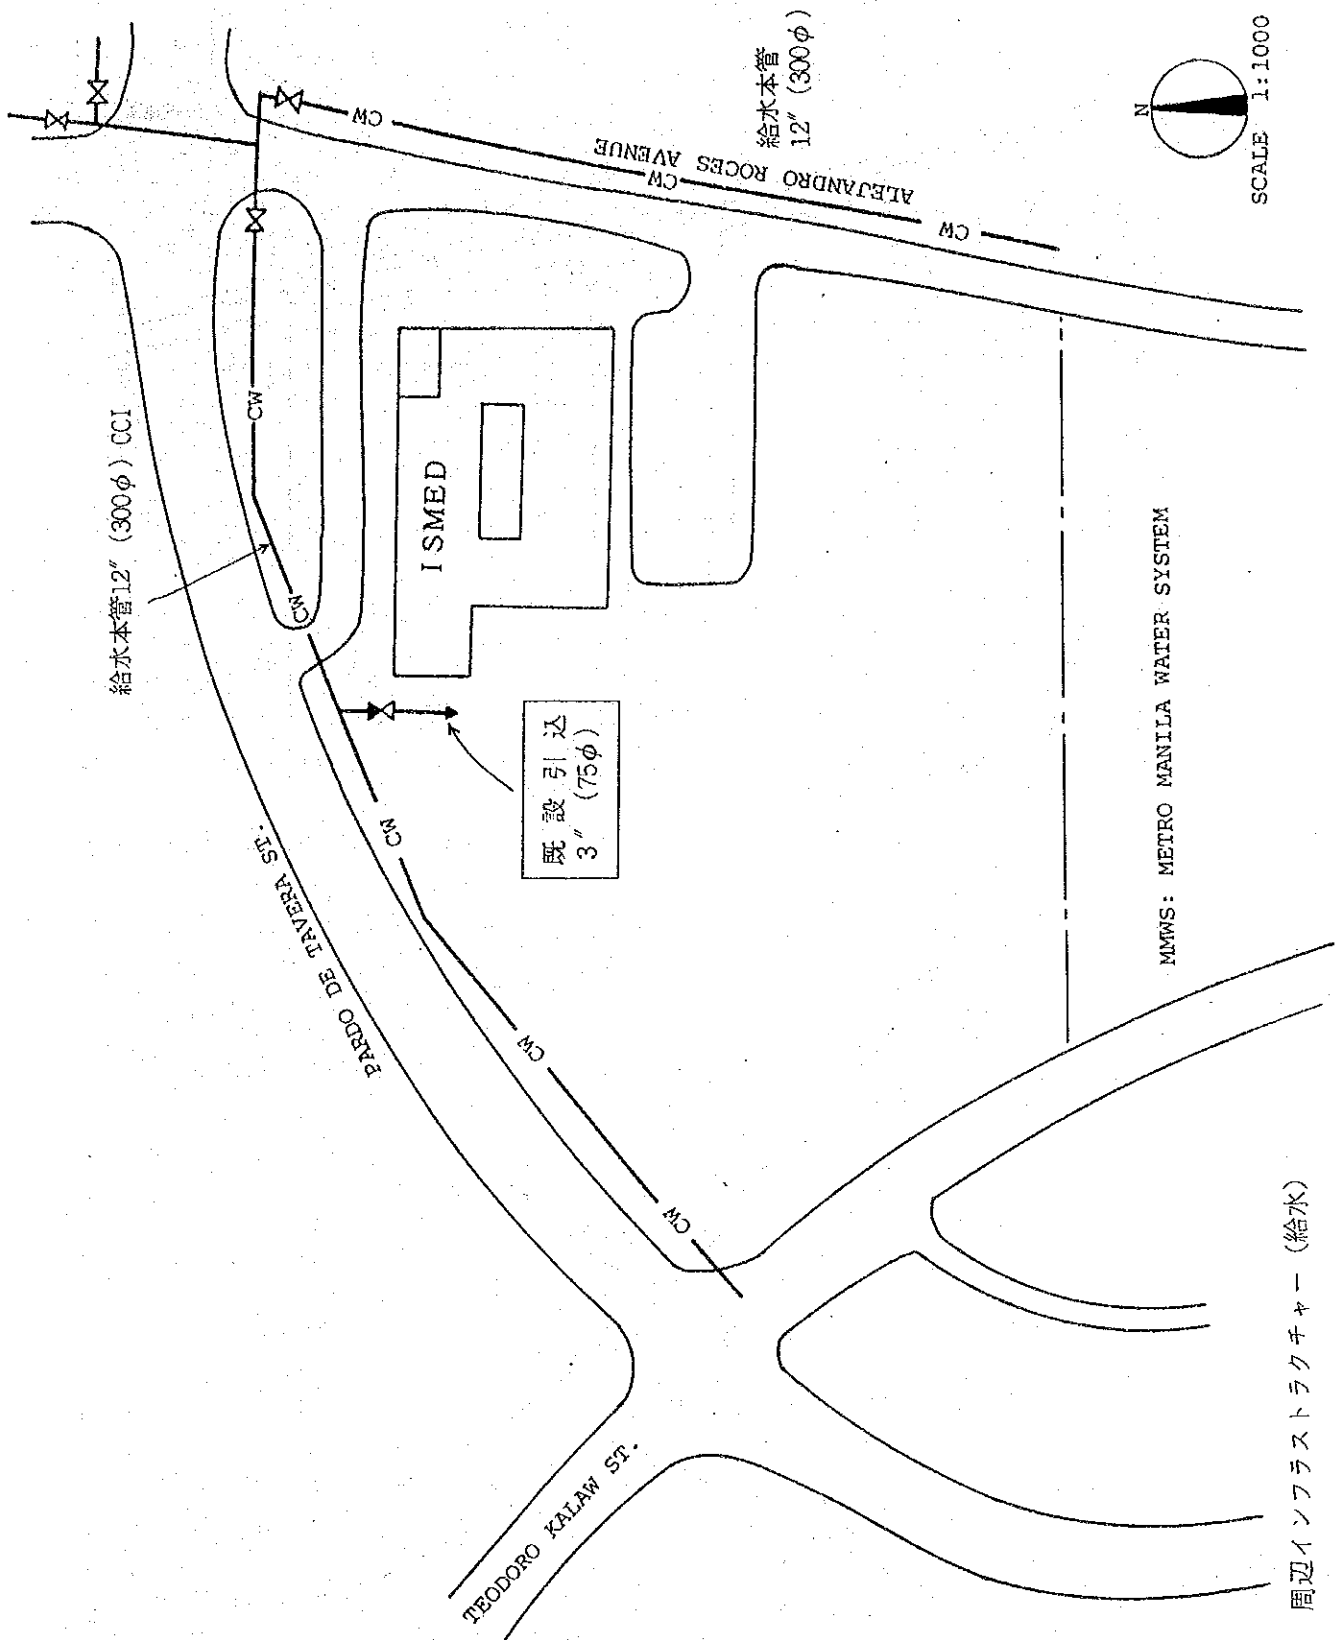 給水本管12″ (300φ) CCI
PARDO DE TAVERA ST.
TEODORO KALAW ST.
ALEJANDRO ROCES AVENUE
給水本管
12″ (300φ)
CW
CW
CW
CW
CW
CW
CW
CW
ISMED
既設引込
3″ (75φ)
MMWS: METRO MANILA WATER SYSTEM
N
SCALE 1:1000
周辺インフラストラクチャー (給水)